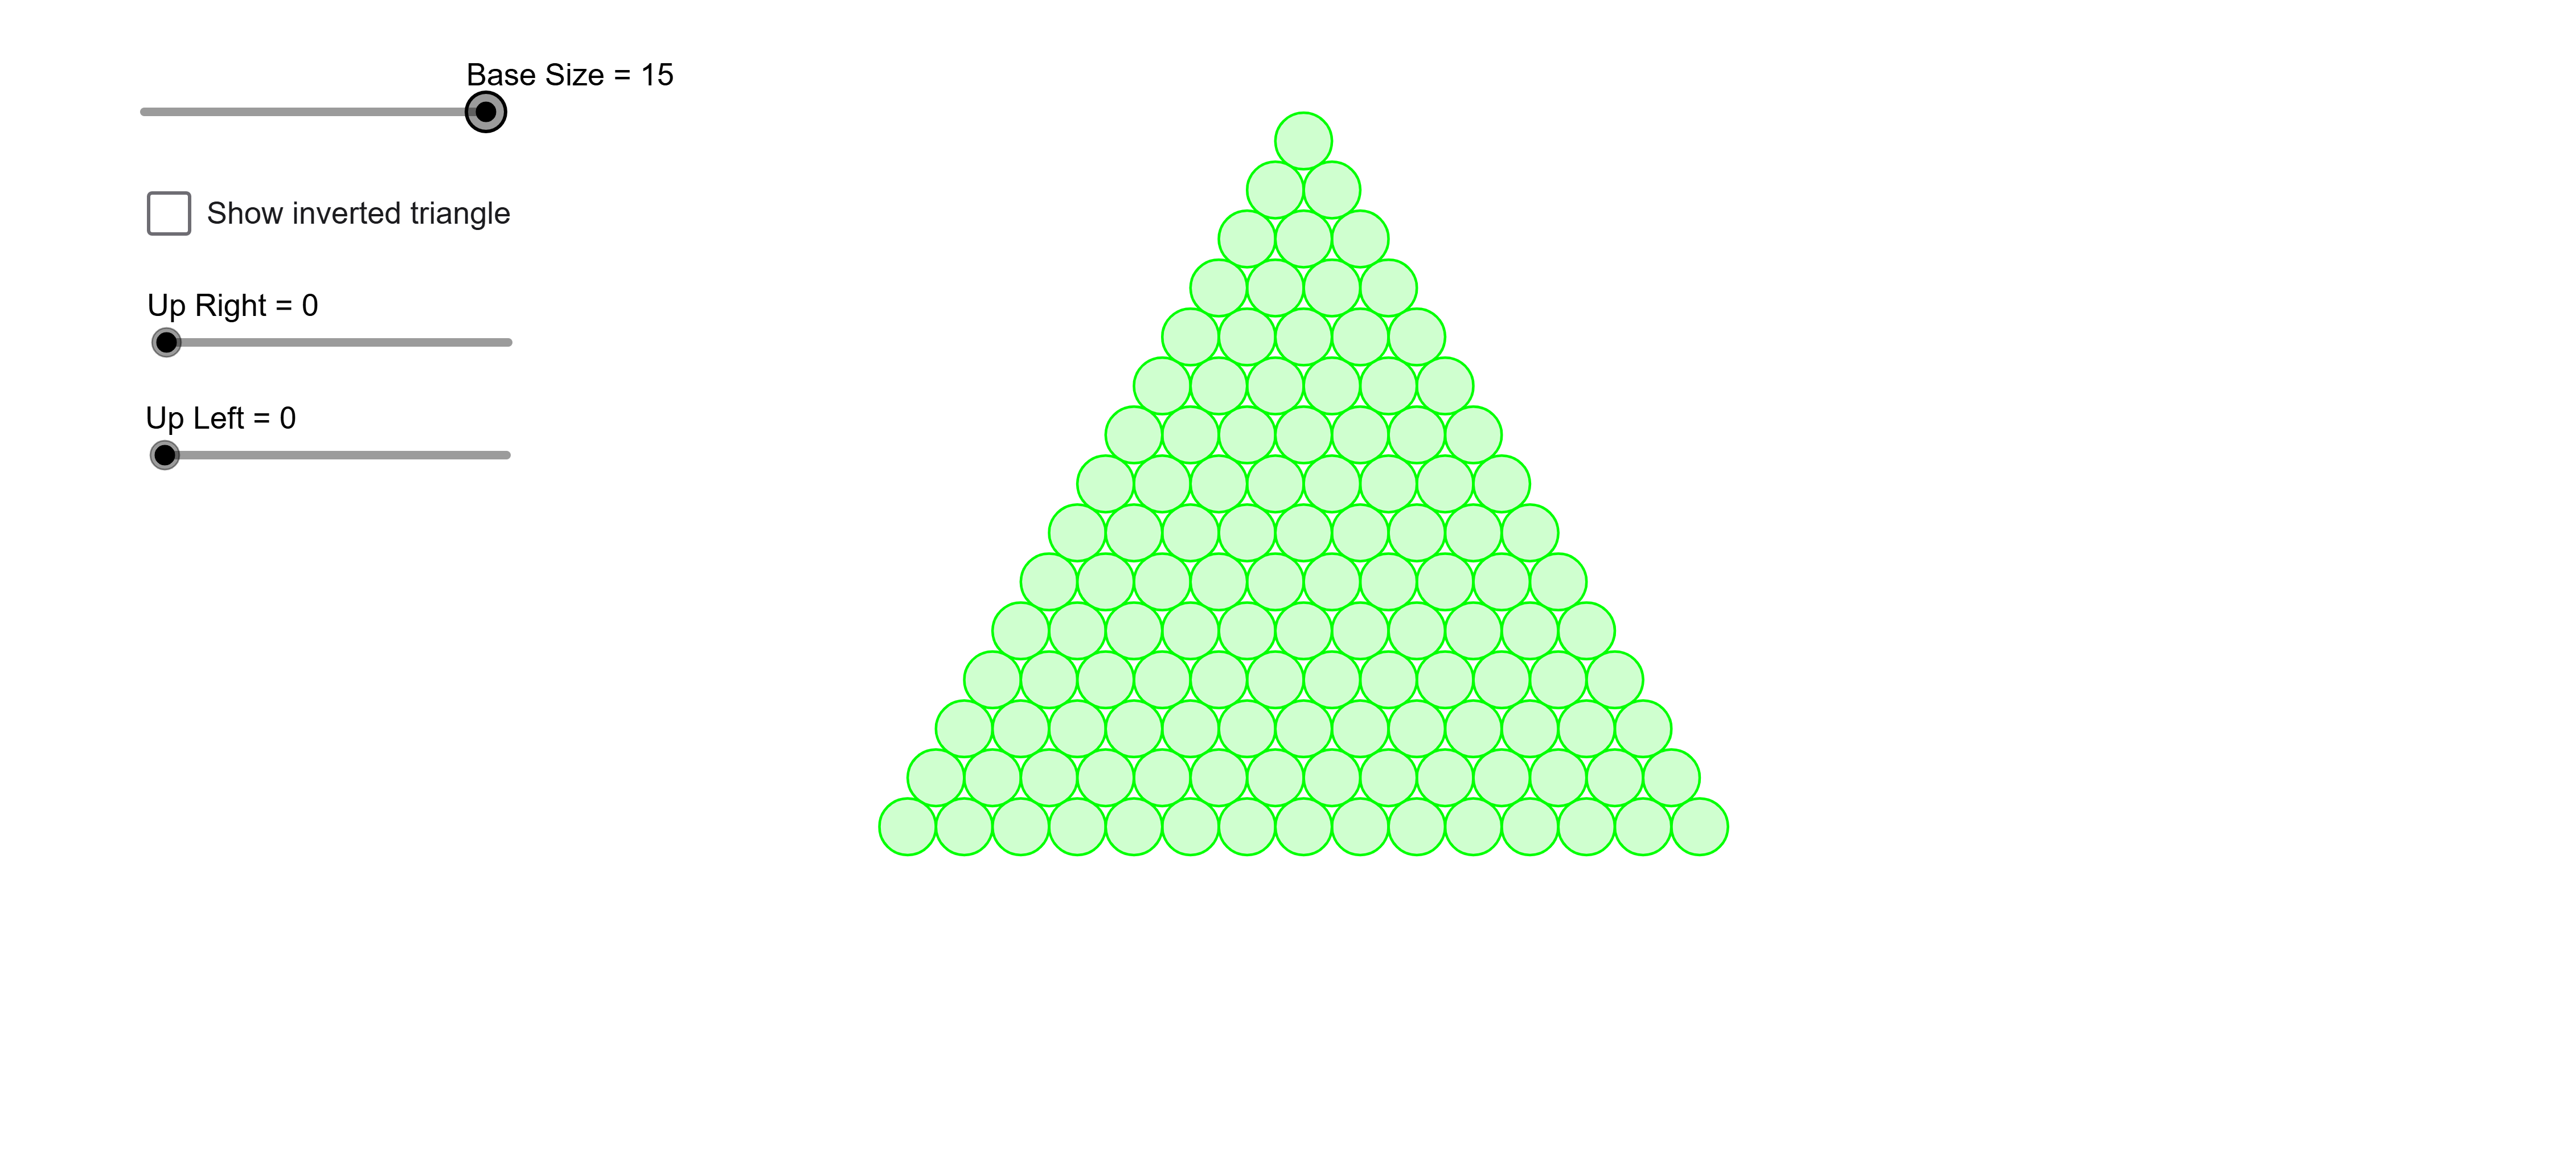 Base Size = 15
Show inverted triangle
Up Right = 0
Up Left = 0